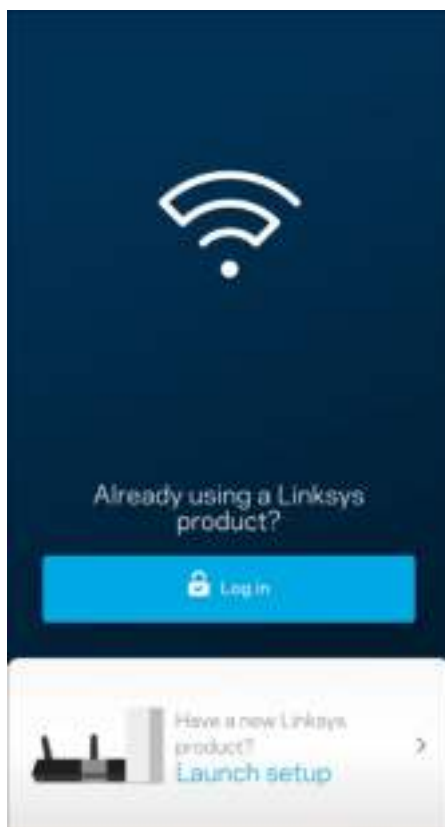 Already using a Linksys
product?
Log in
Have a new Linksys
product?
Launch setup